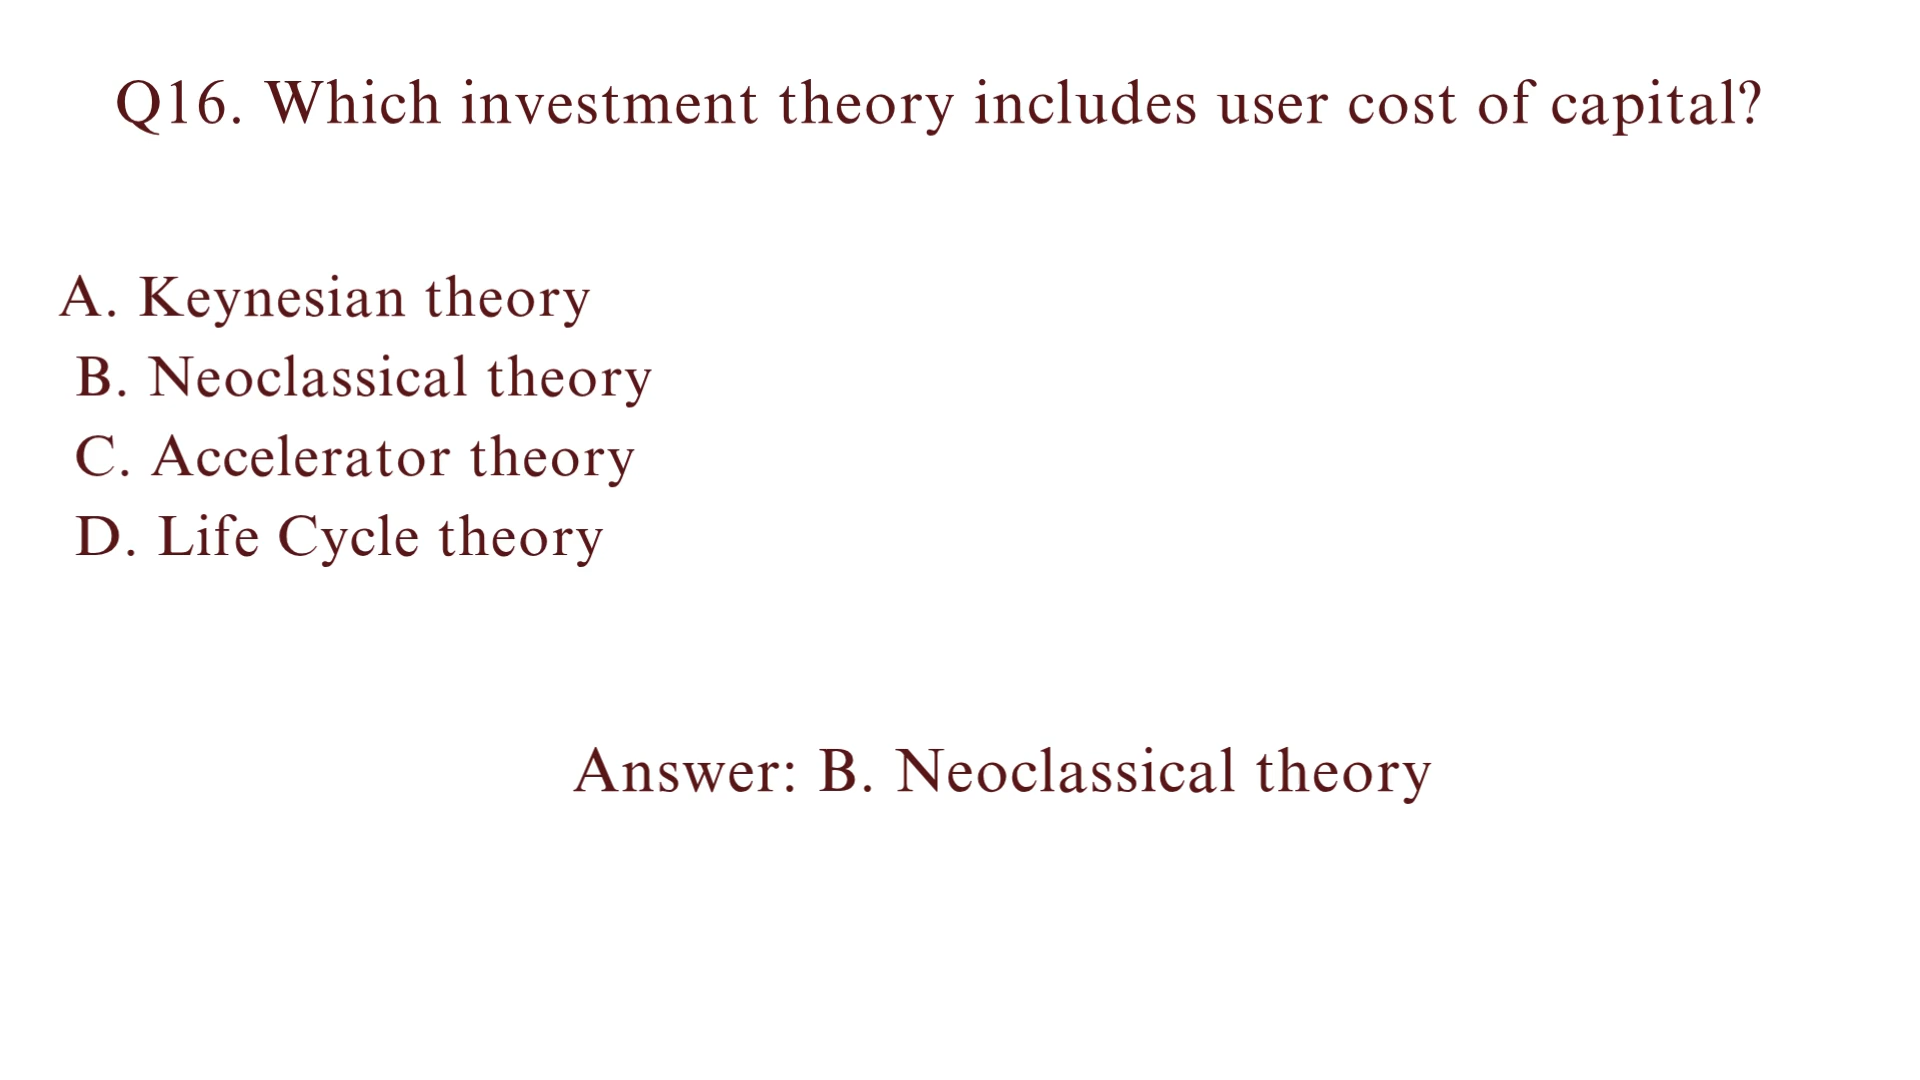 Q16. Which investment theory includes user cost of capital?
A. Keynesian theory
B. Neoclassical theory
C. Accelerator theory
D. Life Cycle theory
Answer: B. Neoclassical theory